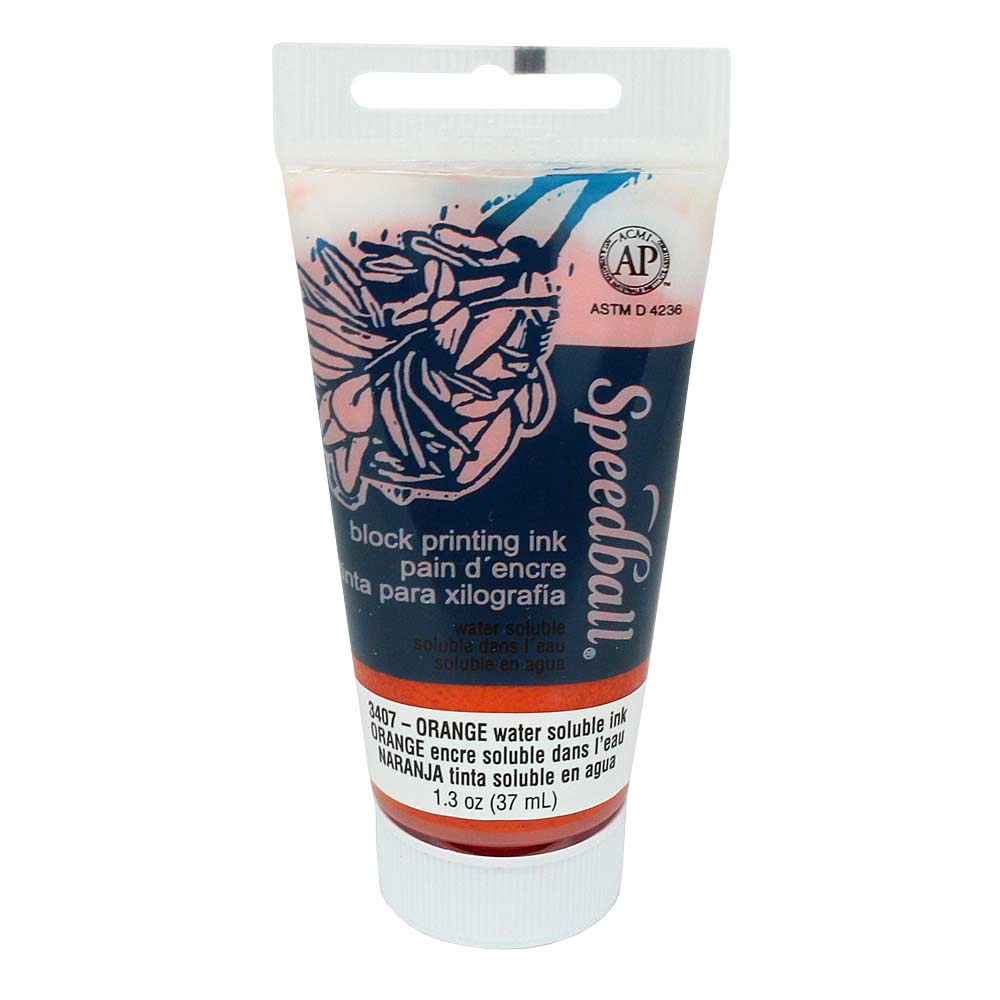 ACMI
AP
ASTM D 4236
Speedball®
block printing ink
pain d´encre
tinta para xilografía
water soluble
soluble dans l´eau
soluble en agua
3407 – ORANGE water soluble ink
ORANGE encre soluble dans l'eau
NARANJA tinta soluble en agua
1.3 oz (37 mL)